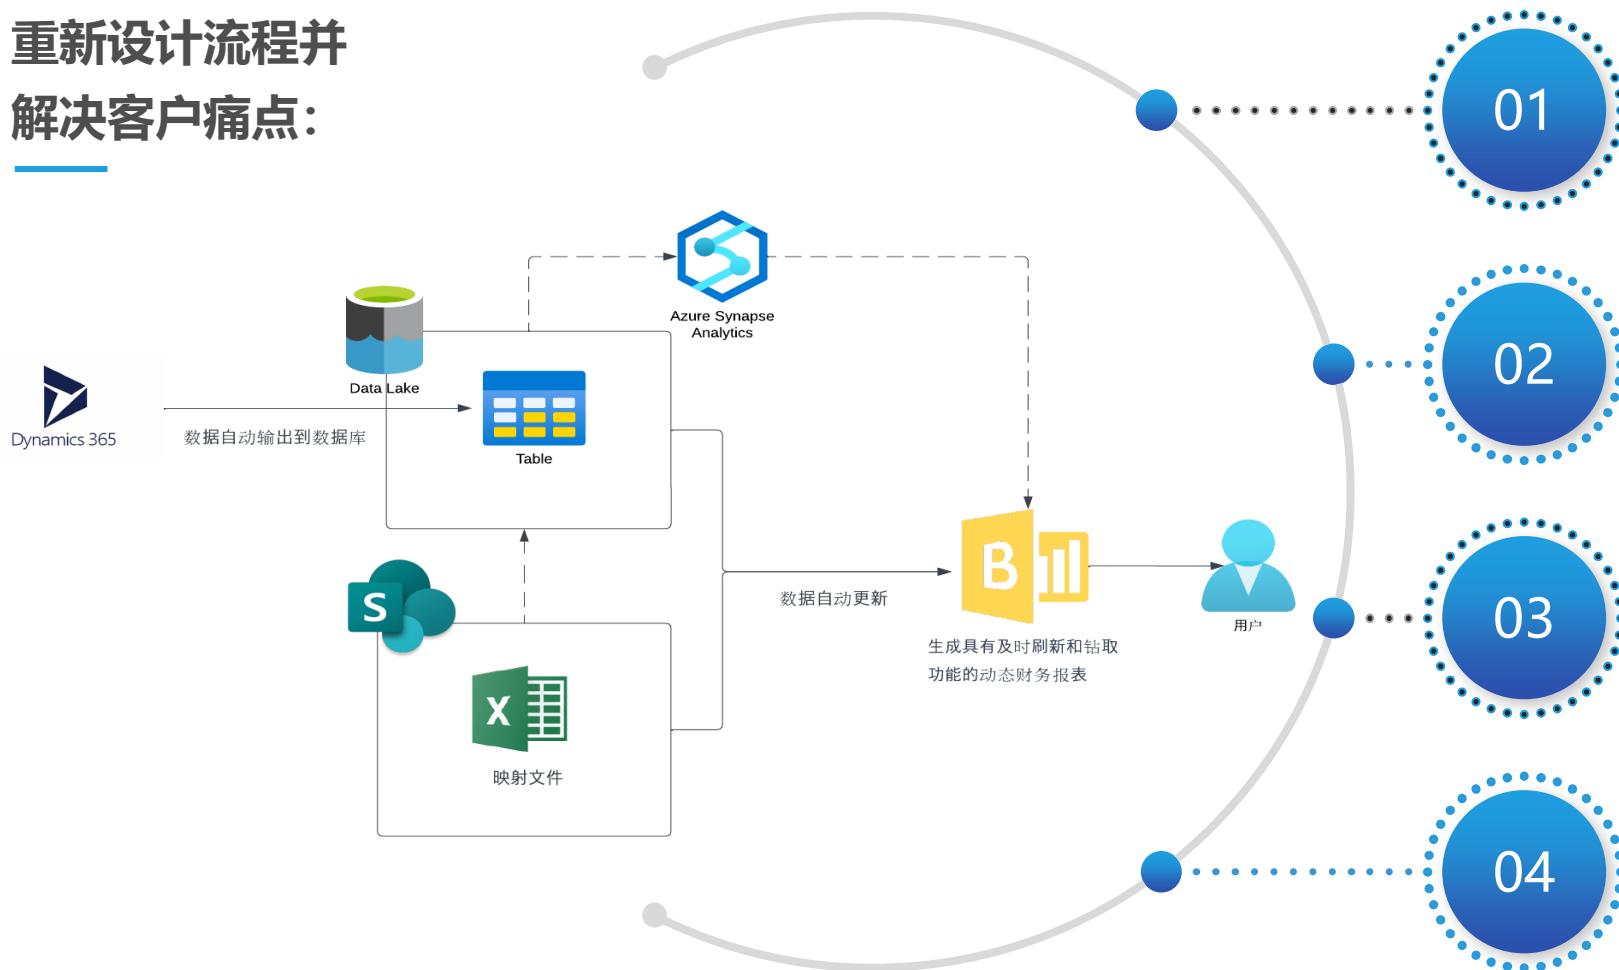 重新设计流程并
解决客户痛点：
01
Azure Synapse
Analytics
02
Data Lake
Dynamics 365
数据自动输出到数据库
Table
B
数据自动更新
S
03
用户
生成具有及时刷新和钻取
功能的动态财务报表
X
映射文件
04